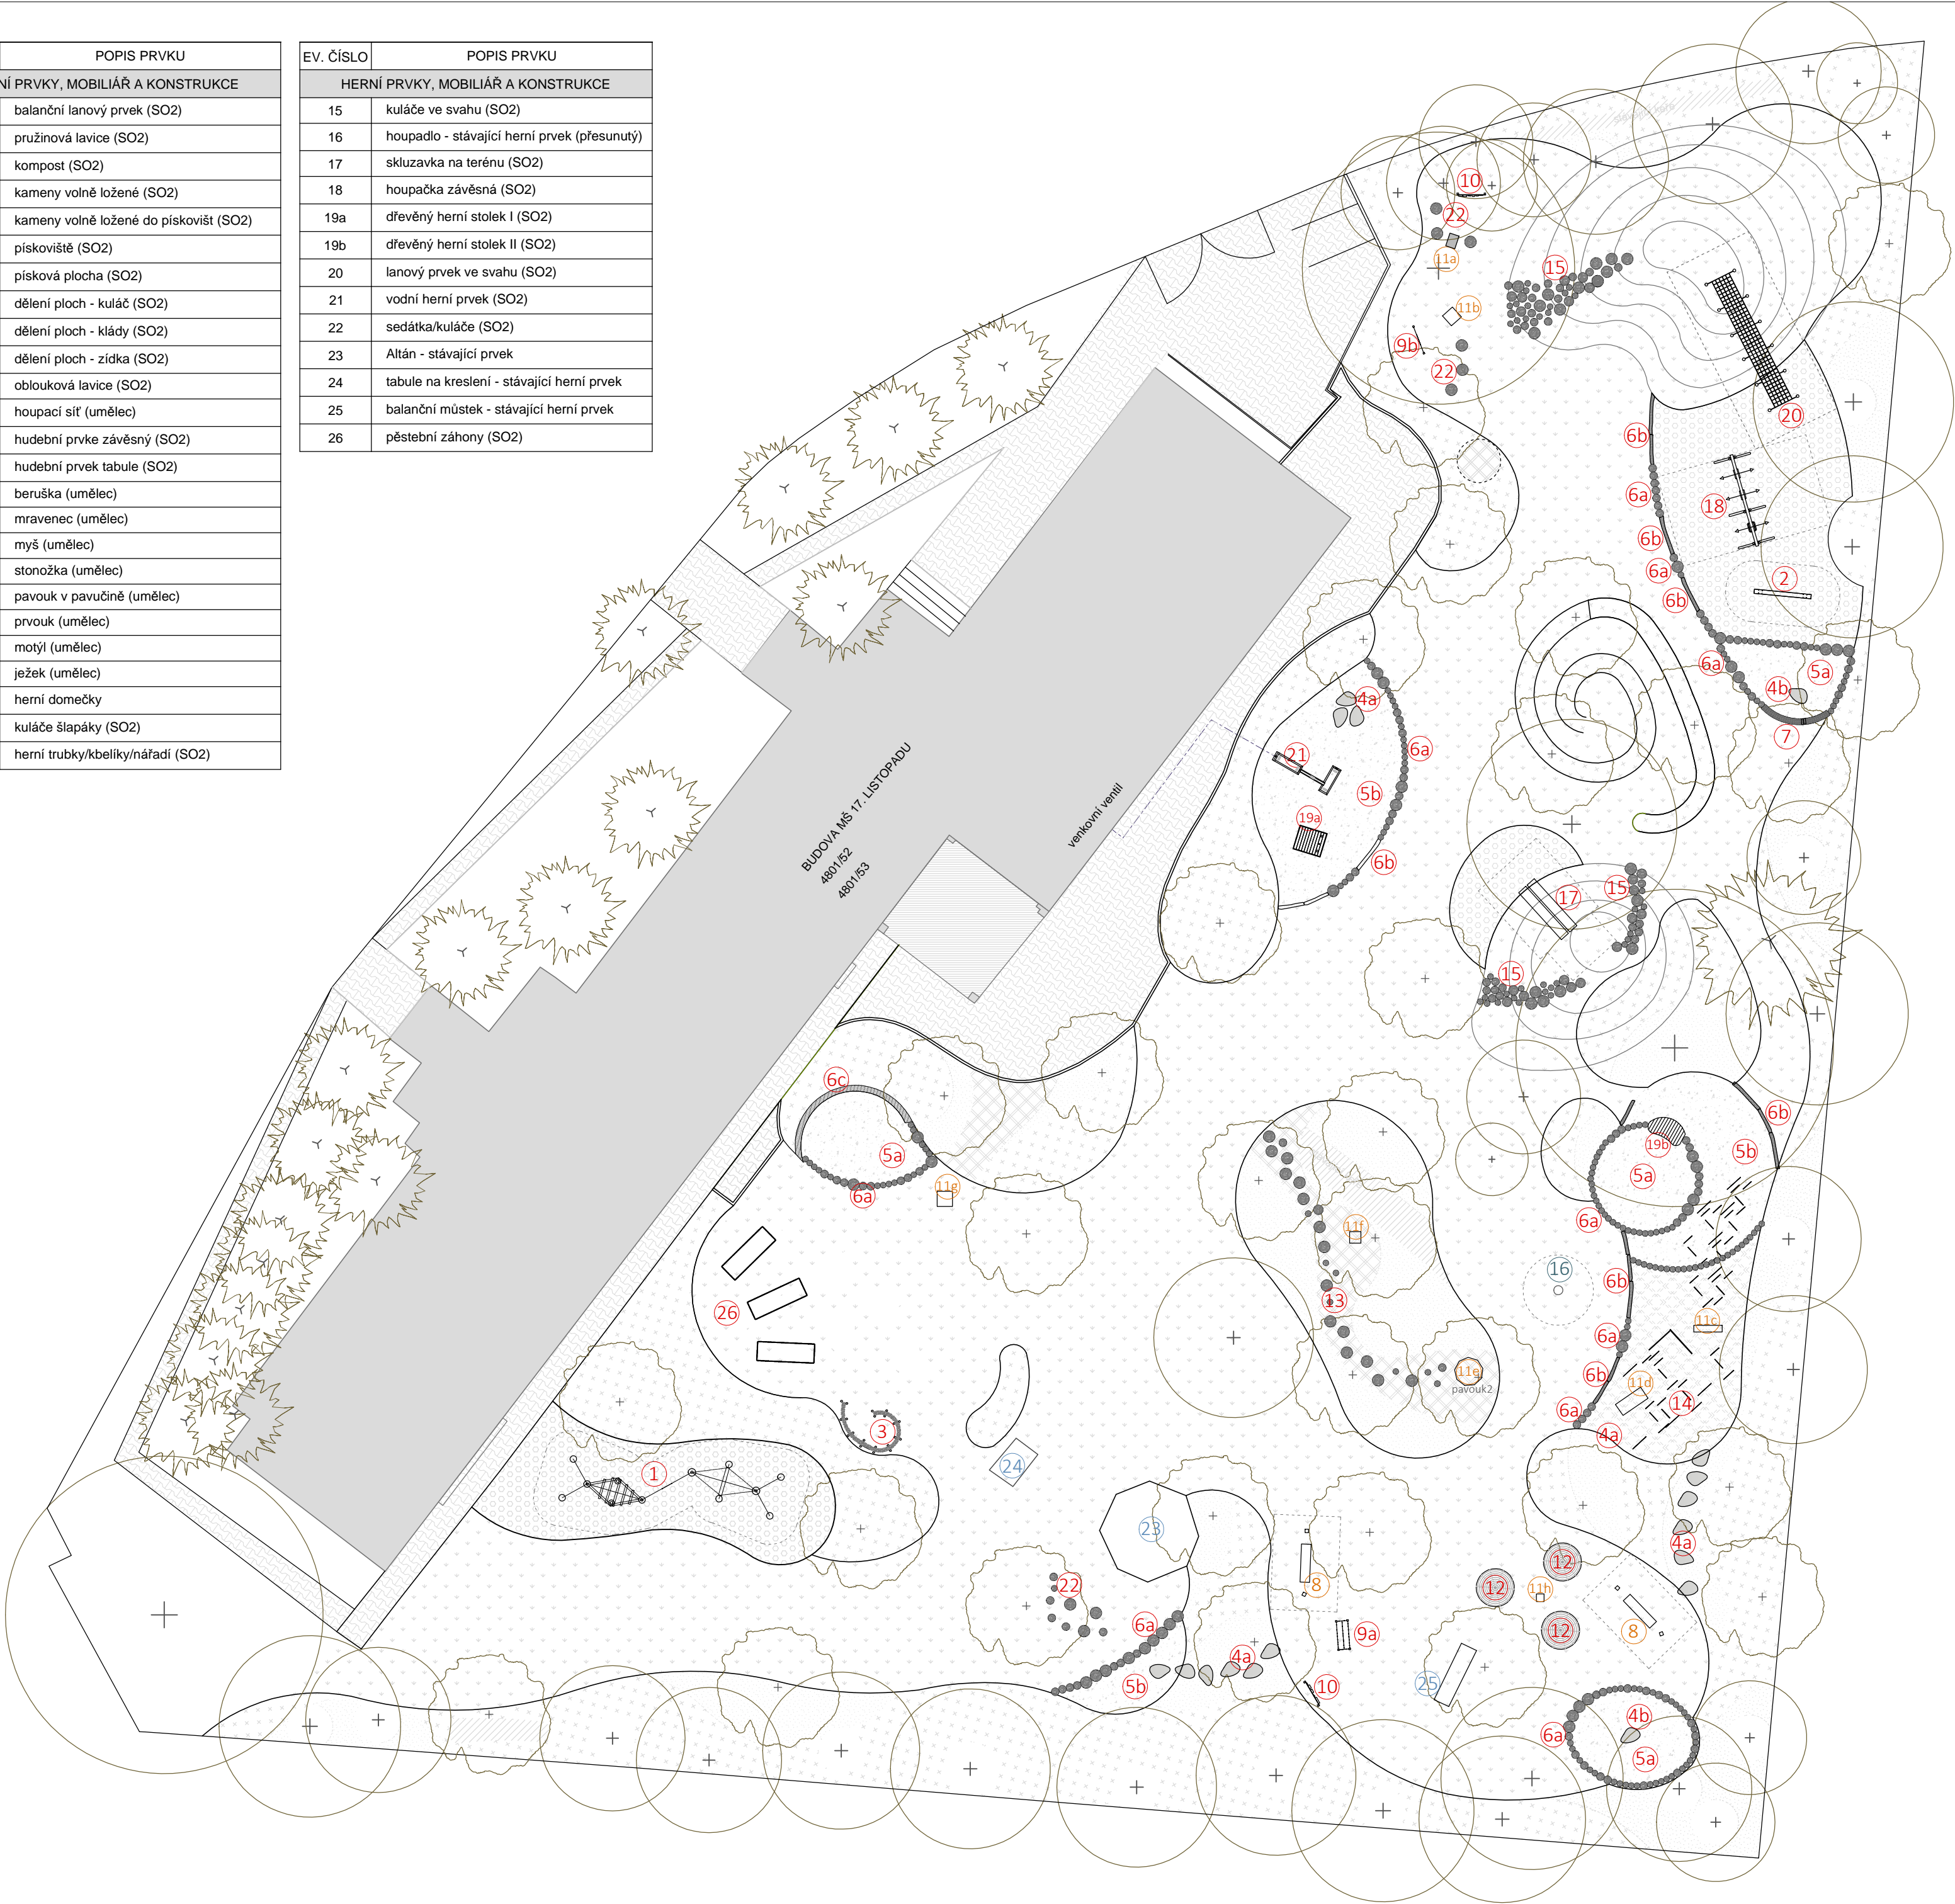 POPIS PRVKU
NÍ PRVKY, MOBILIÁŘ A KONSTRUKCE
balanční lanový prvek (SO2)
pružinová lavice (SO2)
kompost (SO2)
kameny volně ložené (SO2)
kameny volně ložené do pískovišt (SO2)
pískoviště (SO2)
písková plocha (SO2)
dělení ploch - kuláč (SO2)
dělení ploch - klády (SO2)
dělení ploch - zídka (SO2)
oblouková lavice (SO2)
houpací síť (umělec)
hudební prvke závěsný (SO2)
hudební prvek tabule (SO2)
beruška (umělec)
mravenec (umělec)
myš (umělec)
stonožka (umělec)
pavouk v pavučině (umělec)
prvouk (umělec)
motýl (umělec)
ježek (umělec)
herní domečky
kuláče šlapáky (SO2)
herní trubky/kbelíky/nářadí (SO2)
EV. ČÍSLO POPIS PRVKU
HERNÍ PRVKY, MOBILIÁŘ A KONSTRUKCE
15 kuláče ve svahu (SO2)
16 houpadlo - stávající herní prvek (přesunutý)
17 skluzavka na terénu (SO2)
18 houpačka závěsná (SO2)
19a dřevěný herní stolek I (SO2)
19b dřevěný herní stolek II (SO2)
20 lanový prvek ve svahu (SO2)
21 vodní herní prvek (SO2)
22 sedátka/kuláče (SO2)
23 Altán - stávající prvek
24 tabule na kreslení - stávající herní prvek
25 balanční můstek - stávající herní prvek
26 pěstební záhony (SO2)
10
22
11a
15
11b
9b
22
20
6b
6a
18
6b
6a
2
6b
6a
5a
4b
7
4a
21
6a
5b
19a
6b
BUDOVA MŠ 17. LISTOPADU
4801/52
4801/53
venkovní ventil
17
15
15
6c
5a
6a
11g
6b
19b
5b
5a
6a
11f
16
6b
13
26
11c
6a
6b
11e
pavouk2
11d
14
6a
4a
3
24
1
23
4a
12
8
12
11h
22
6a
12
8
9a
4a
5b
10
25
4b
6a
5a